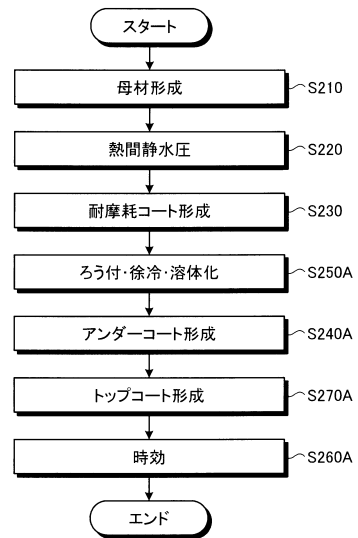 スタート
母材形成 S210
熱間静水圧 S220
耐摩耗コート形成 S230
ろう付・徐冷・溶体化 S250A
アンダーコート形成 S240A
トップコート形成 S270A
時効 S260A
エンド